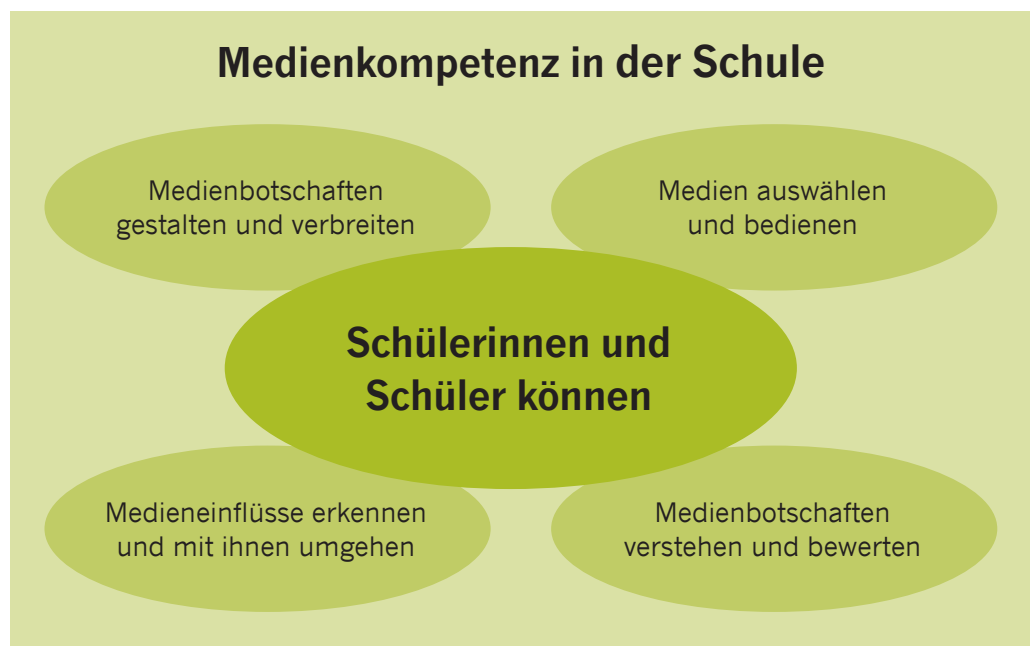 Medienkompetenz in der Schule
Medienbotschaften
gestalten und verbreiten
Medien auswählen
und bedienen
Schülerinnen und
Schüler können
Medieneinflüsse erkennen
und mit ihnen umgehen
Medienbotschaften
verstehen und bewerten